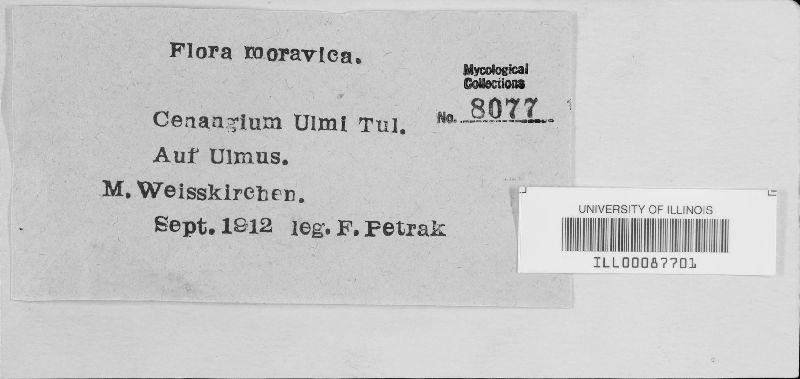 Flora moravica.
Mycological
Collections
No. 8077
Cenangium Ulmi Tul.
Auf Ulmus.
M. Weisskirchen.
Sept. 1912 leg. F. Petrak
UNIVERSITY OF ILLINOIS
ILL00087701